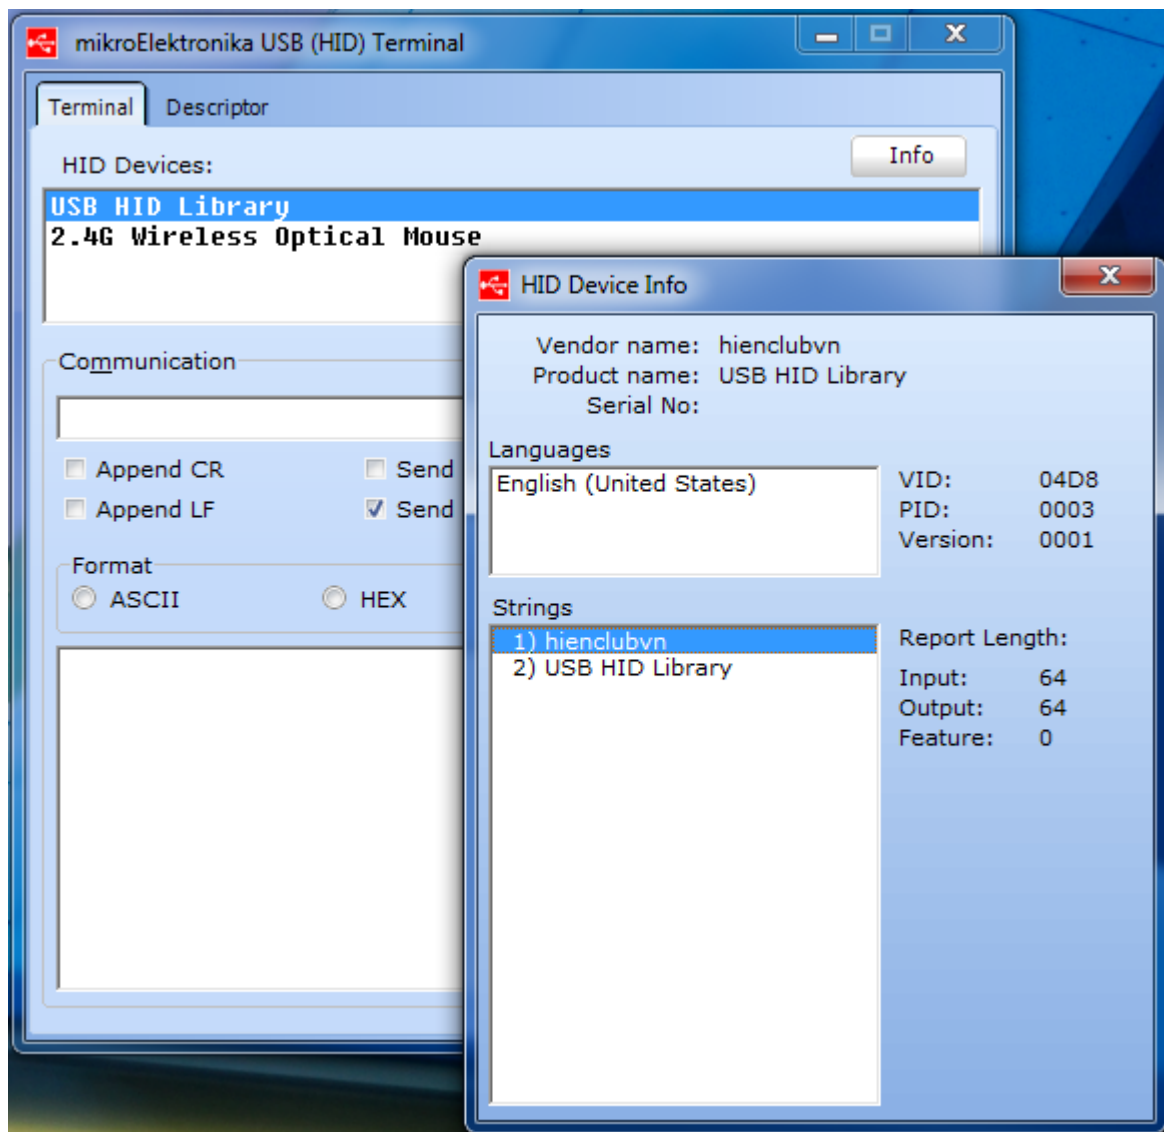 mikroElektronika USB (HID) Terminal
Terminal Descriptor
HID Devices: Info
USB HID Library
2.4G Wireless Optical Mouse
Communication
Append CR Send
Append LF Send
Format
ASCII HEX
HID Device Info
Vendor name: hienclubvn
Product name: USB HID Library
Serial No:
Languages
English (United States)
VID: 04D8
PID: 0003
Version: 0001
Strings
1) hienclubvn
2) USB HID Library
Report Length:
Input: 64
Output: 64
Feature: 0